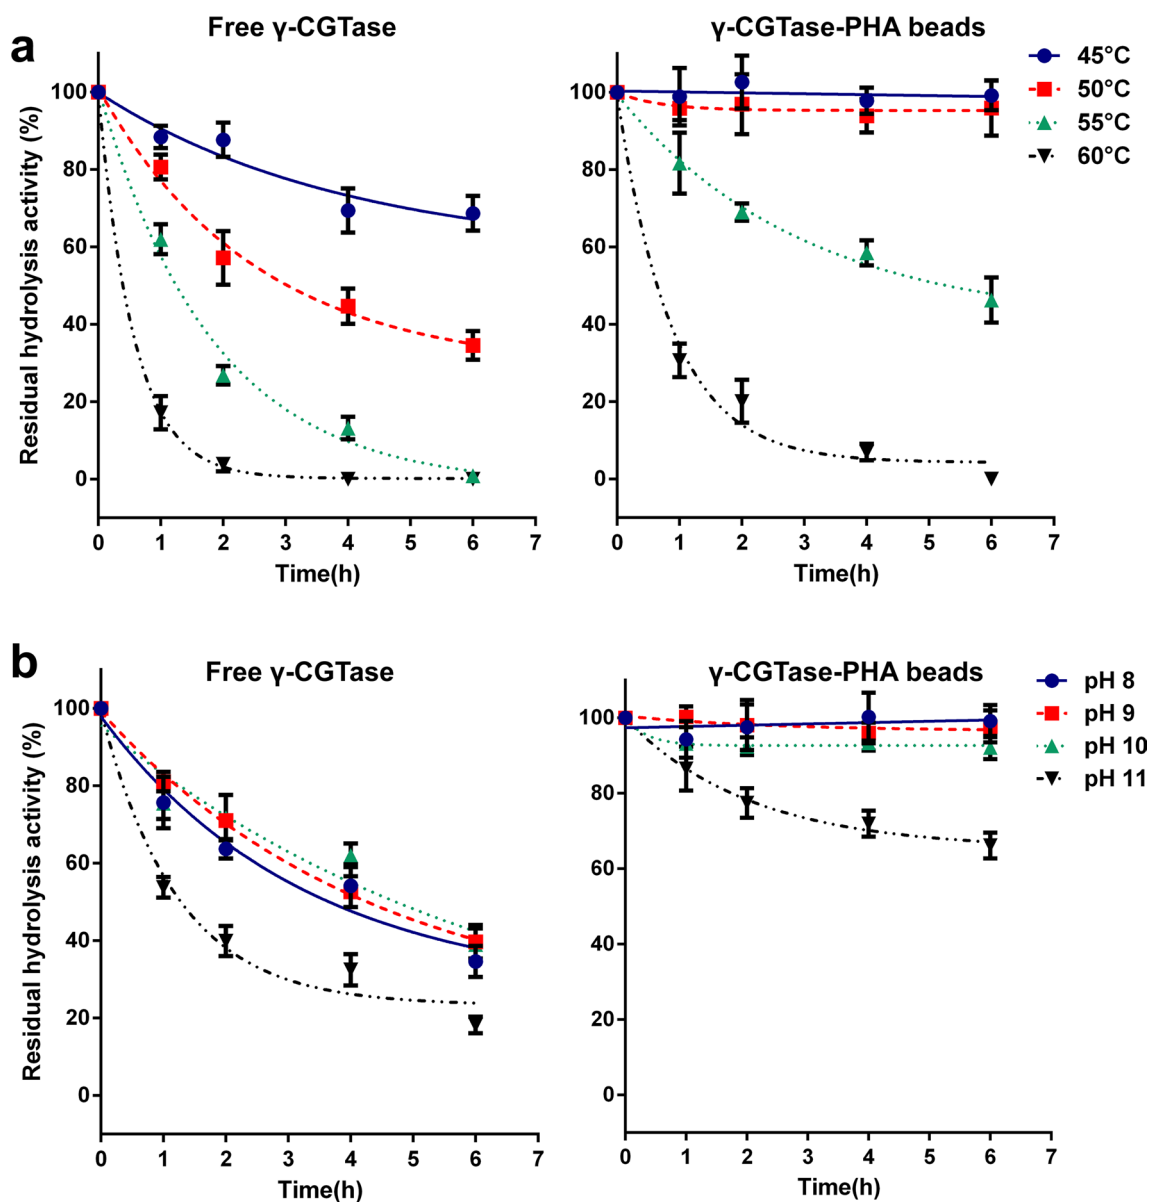 a
Free γ-CGTase
γ-CGTase-PHA beads
45°C
50°C
55°C
60°C
Residual hydrolysis activity (%)
100
80
60
40
20
0
0 1 2 3 4 5 6 7
Time(h)
100
80
60
40
20
0
0 1 2 3 4 5 6 7
Time(h)
b
Free γ-CGTase
γ-CGTase-PHA beads
pH 8
pH 9
pH 10
pH 11
Residual hydrolysis activity (%)
100
80
60
40
20
0
0 1 2 3 4 5 6 7
Time(h)
100
80
60
40
20
0
0 1 2 3 4 5 6 7
Time(h)